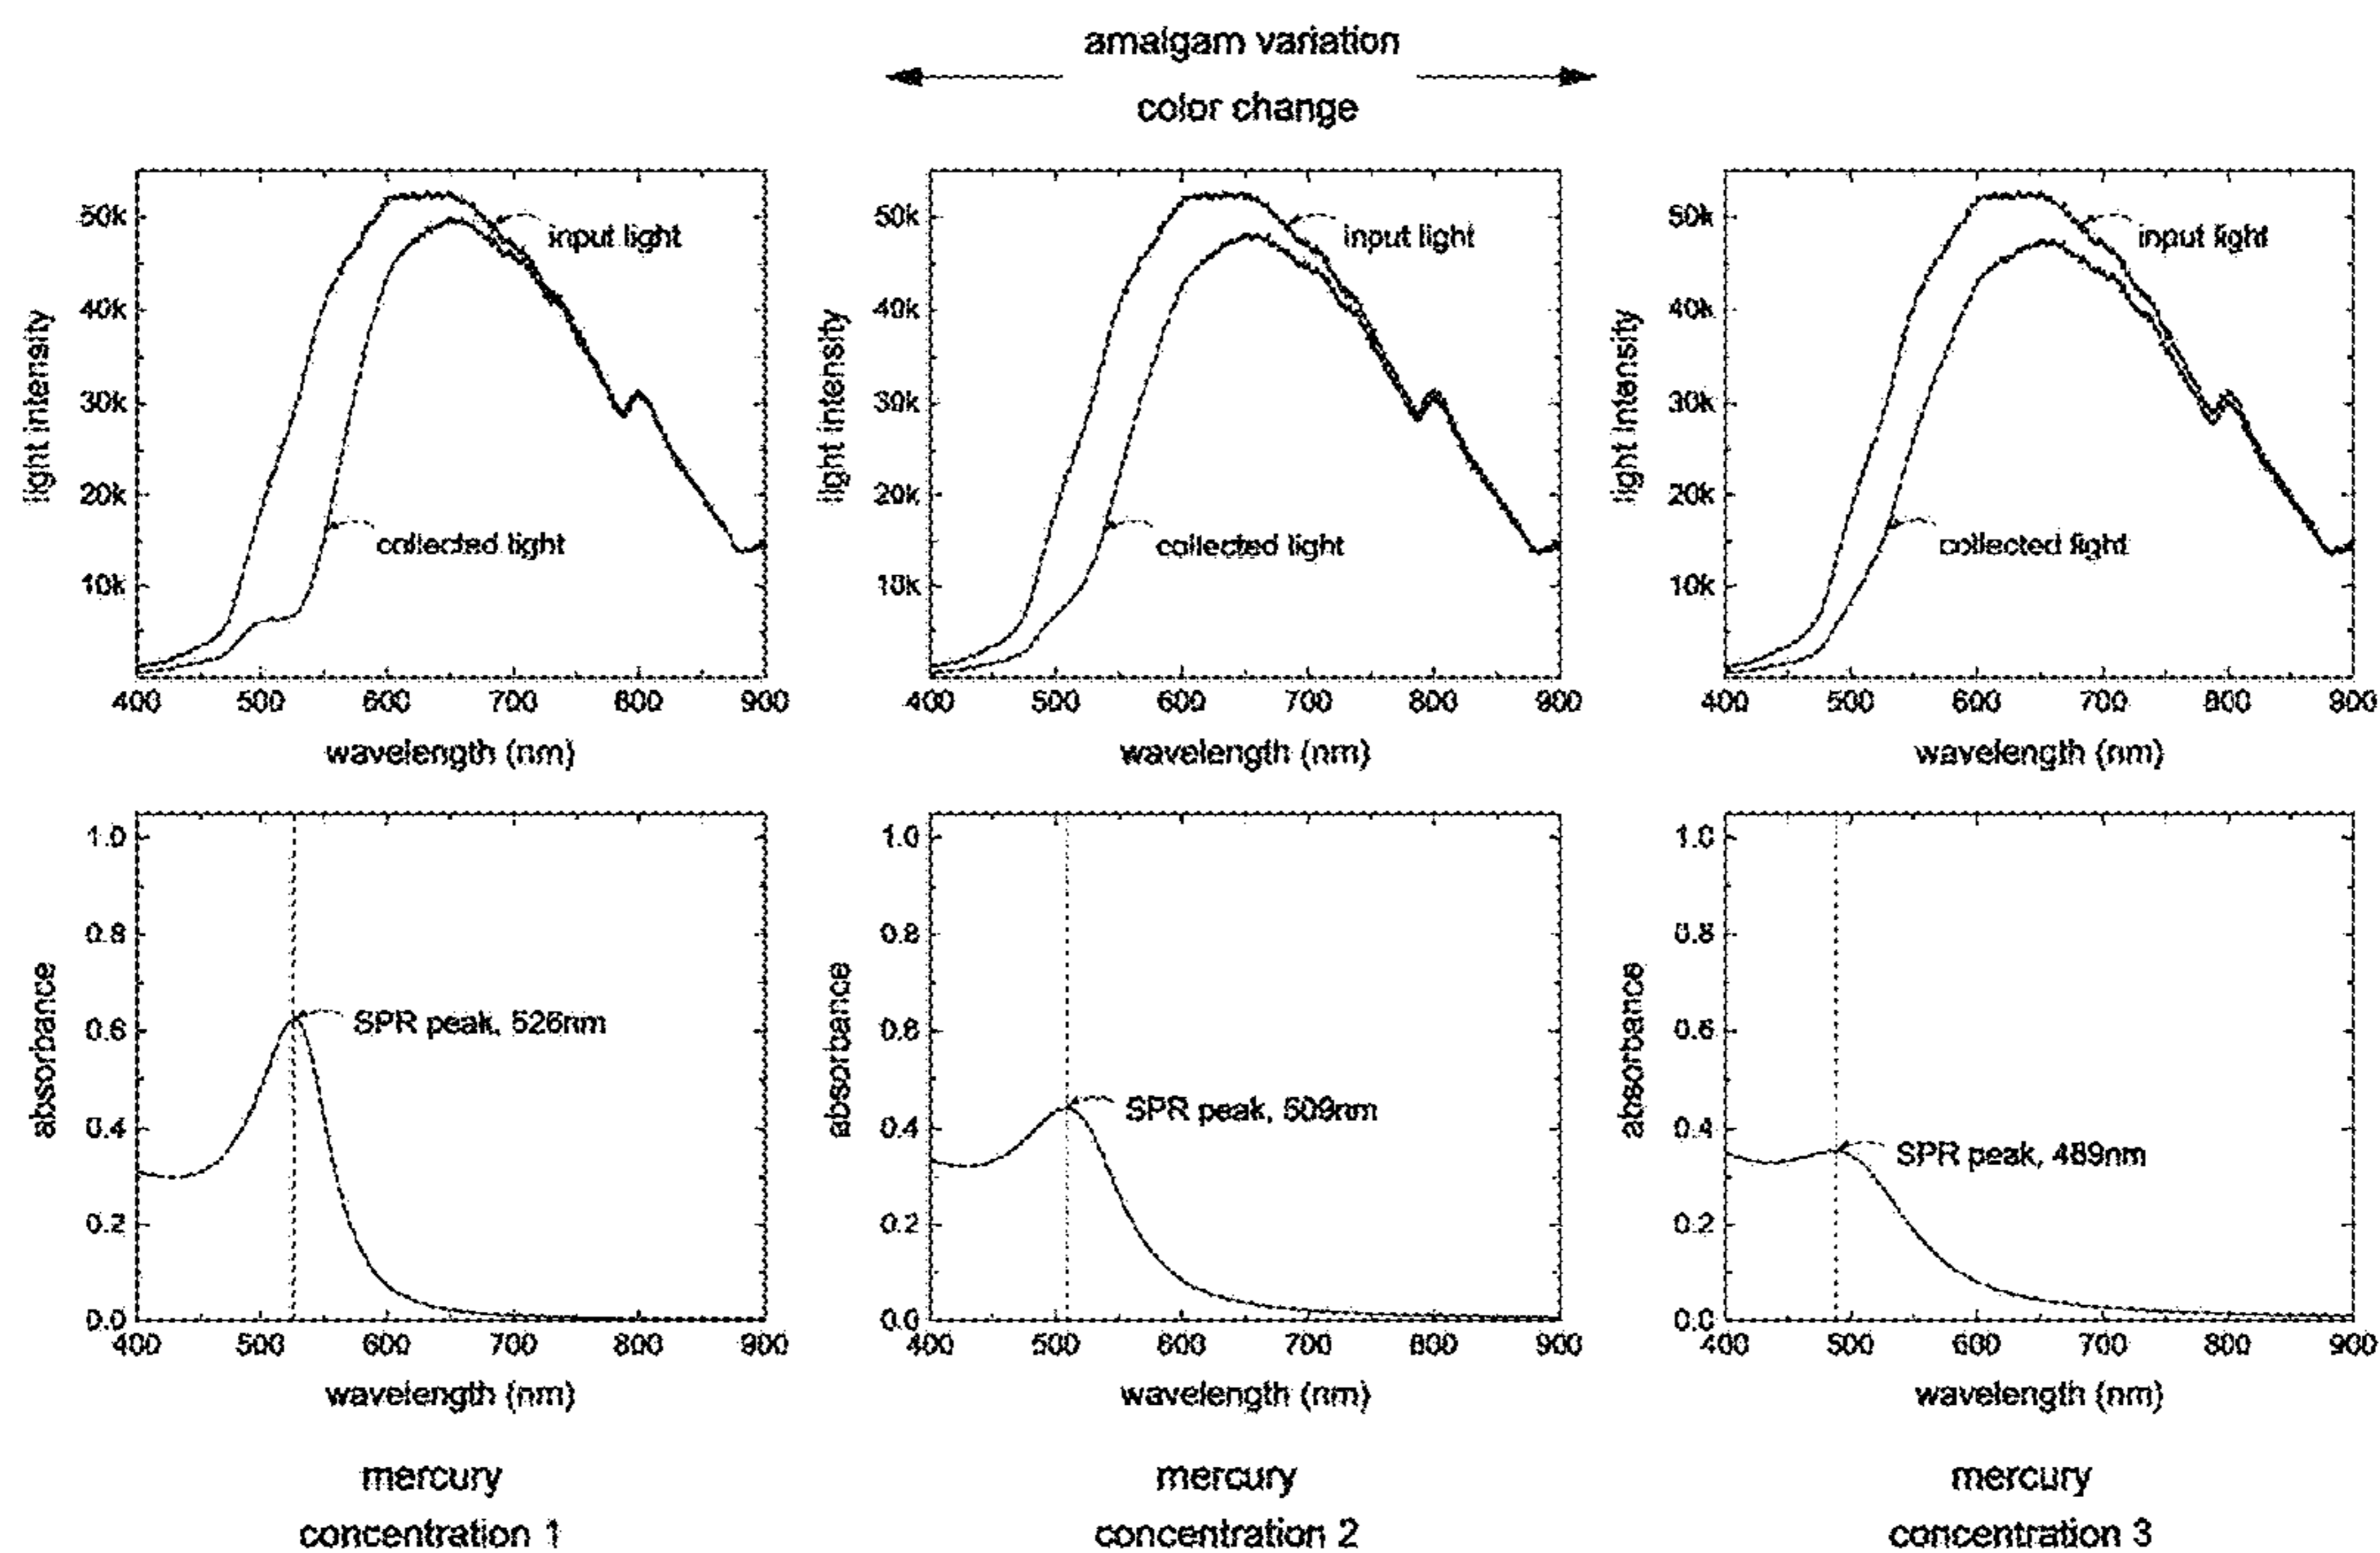 amalgam variation
color change
light intensity
50k
40k
30k
20k
10k
input light
collected light
400 500 600 700 800 900
wavelength (nm)
light intensity
50k
40k
30k
20k
10k
input light
collected light
400 500 600 700 800 900
wavelength (nm)
light intensity
50k
40k
30k
20k
10k
input light
collected light
400 500 600 700 800 900
wavelength (nm)
absorbance
1.0
0.8
0.6
0.4
0.2
0.0
SPR peak, 526nm
400 500 600 700 800 900
wavelength (nm)
absorbance
1.0
0.8
0.6
0.4
0.2
0.0
SPR peak, 509nm
400 500 600 700 800 900
wavelength (nm)
absorbance
1.0
0.8
0.6
0.4
0.2
0.0
SPR peak, 489nm
400 500 600 700 800 900
wavelength (nm)
mercury
concentration 1
mercury
concentration 2
mercury
concentration 3